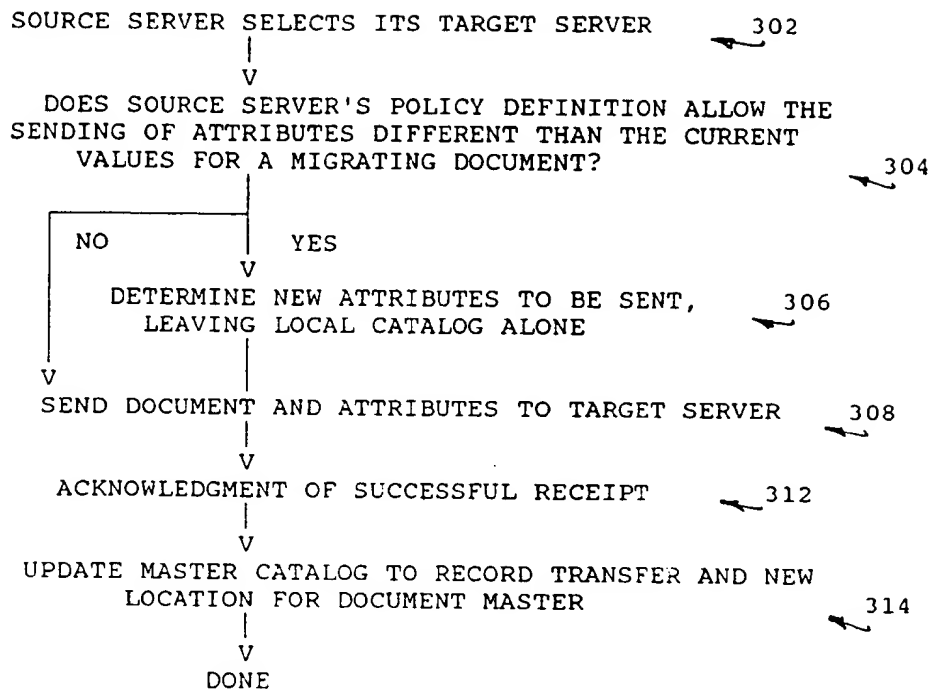 SOURCE SERVER SELECTS ITS TARGET SERVER 302
V
DOES SOURCE SERVER'S POLICY DEFINITION ALLOW THE
SENDING OF ATTRIBUTES DIFFERENT THAN THE CURRENT
VALUES FOR A MIGRATING DOCUMENT? 304
NO YES
V
DETERMINE NEW ATTRIBUTES TO BE SENT, 306
LEAVING LOCAL CATALOG ALONE
V
SEND DOCUMENT AND ATTRIBUTES TO TARGET SERVER 308
V
ACKNOWLEDGMENT OF SUCCESSFUL RECEIPT 312
V
UPDATE MASTER CATALOG TO RECORD TRANSFER AND NEW
LOCATION FOR DOCUMENT MASTER 314
V
DONE